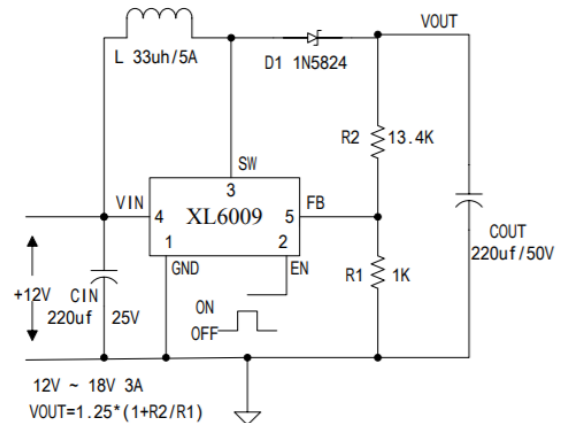 VOUT
L 33uh/5A
D1 1N5824
R2 13.4K
SW
3
VIN
4
XL6009
5
FB
1
2
GND
EN
COUT
220uf/50V
R1 1K
+12V
CIN
220uf 25V
ON
OFF
12V ~ 18V 3A
VOUT=1.25*(1+R2/R1)